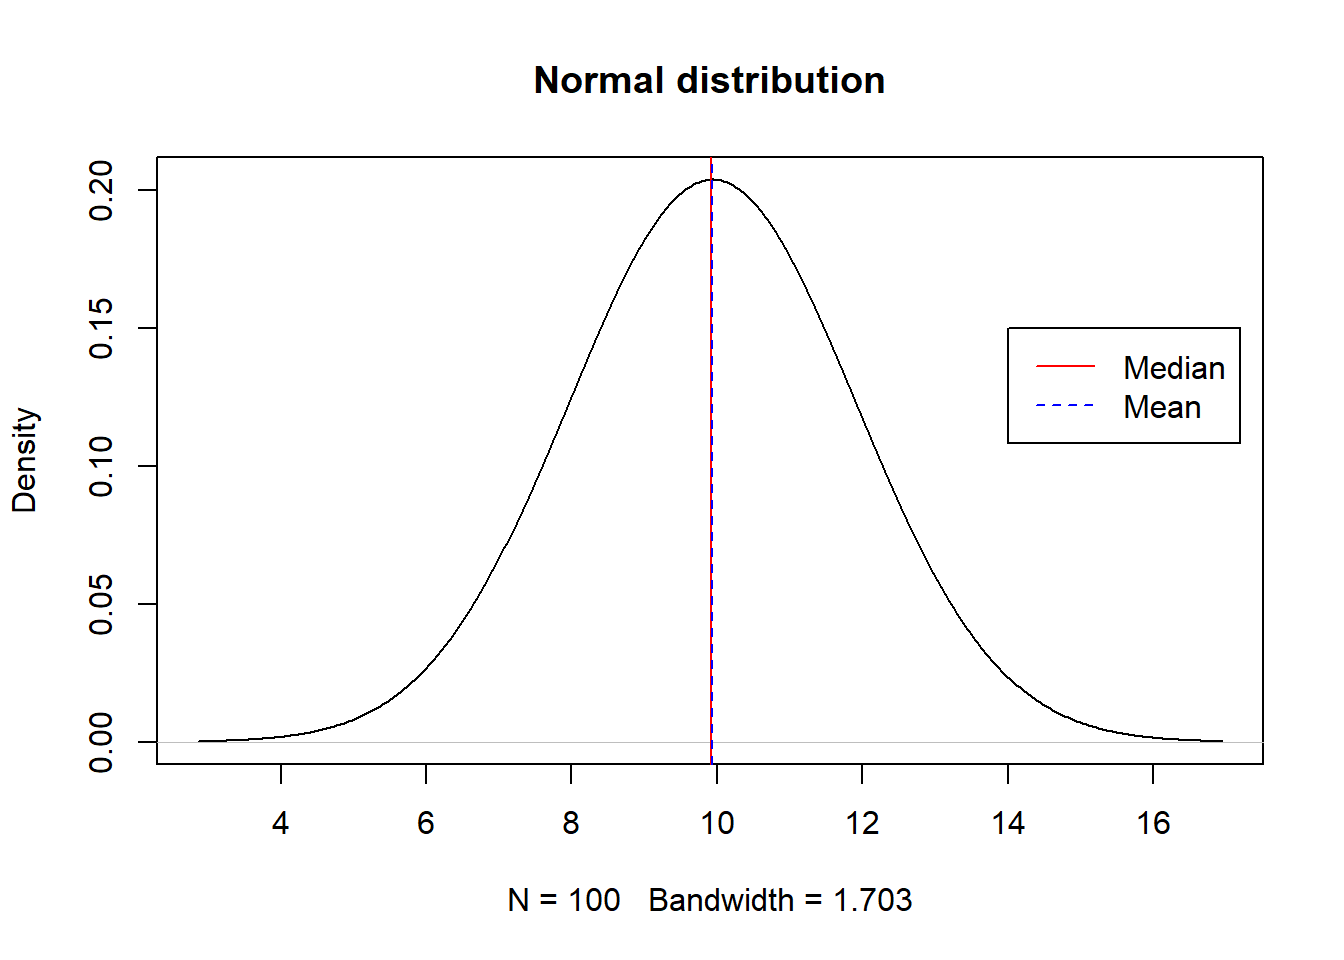 Normal distribution
Density
0.20
0.15
0.10
0.05
0.00
Median
Mean
4 6 8 10 12 14 16
N = 100 Bandwidth = 1.703